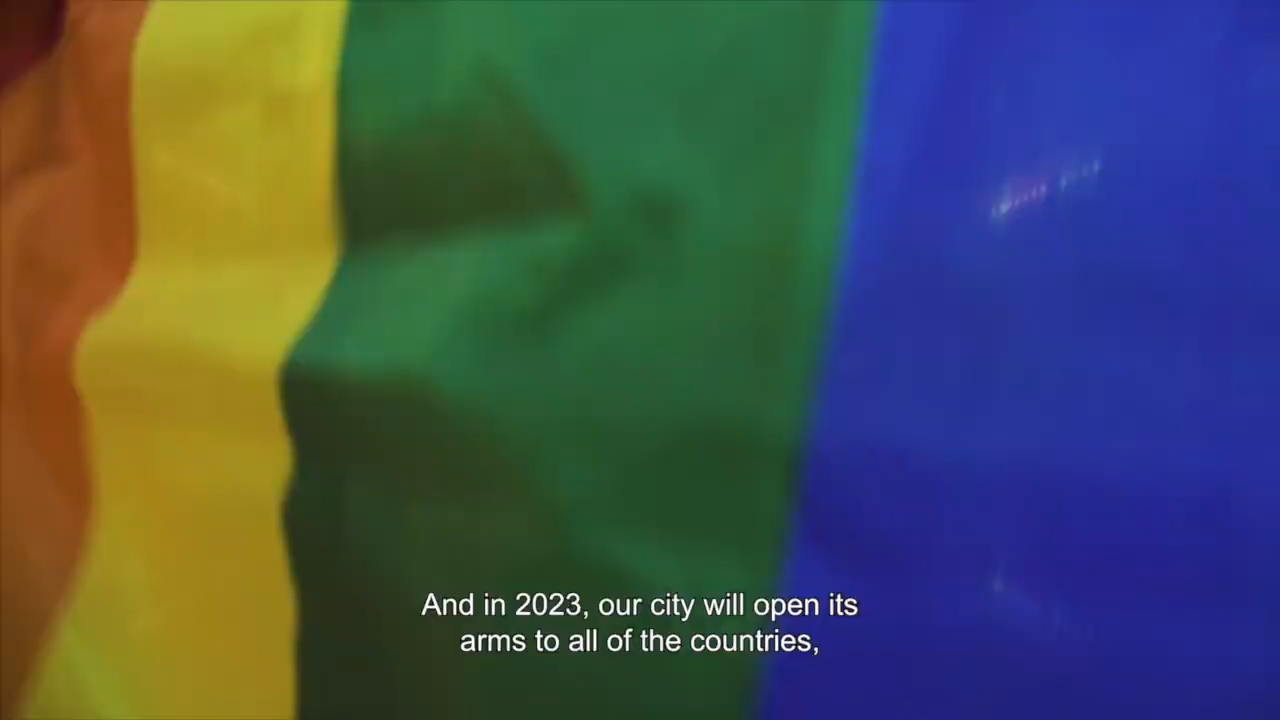 And in 2023, our city will open its
arms to all of the countries,